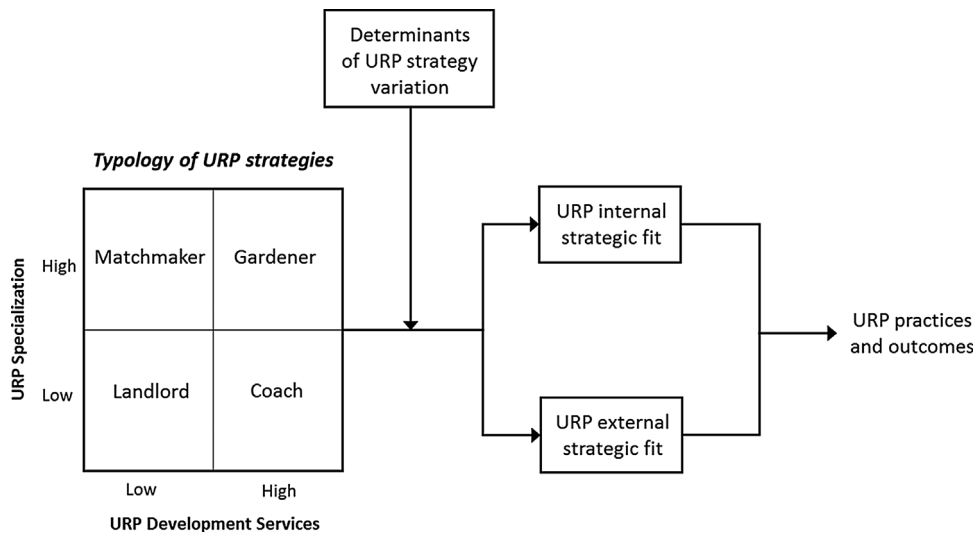 Determinants
of URP strategy
variation
Typology of URP strategies
URP Specialization
High
Matchmaker
Gardener
Low
Landlord
Coach
Low
High
URP Development Services
URP internal
strategic fit
URP external
strategic fit
URP practices
and outcomes